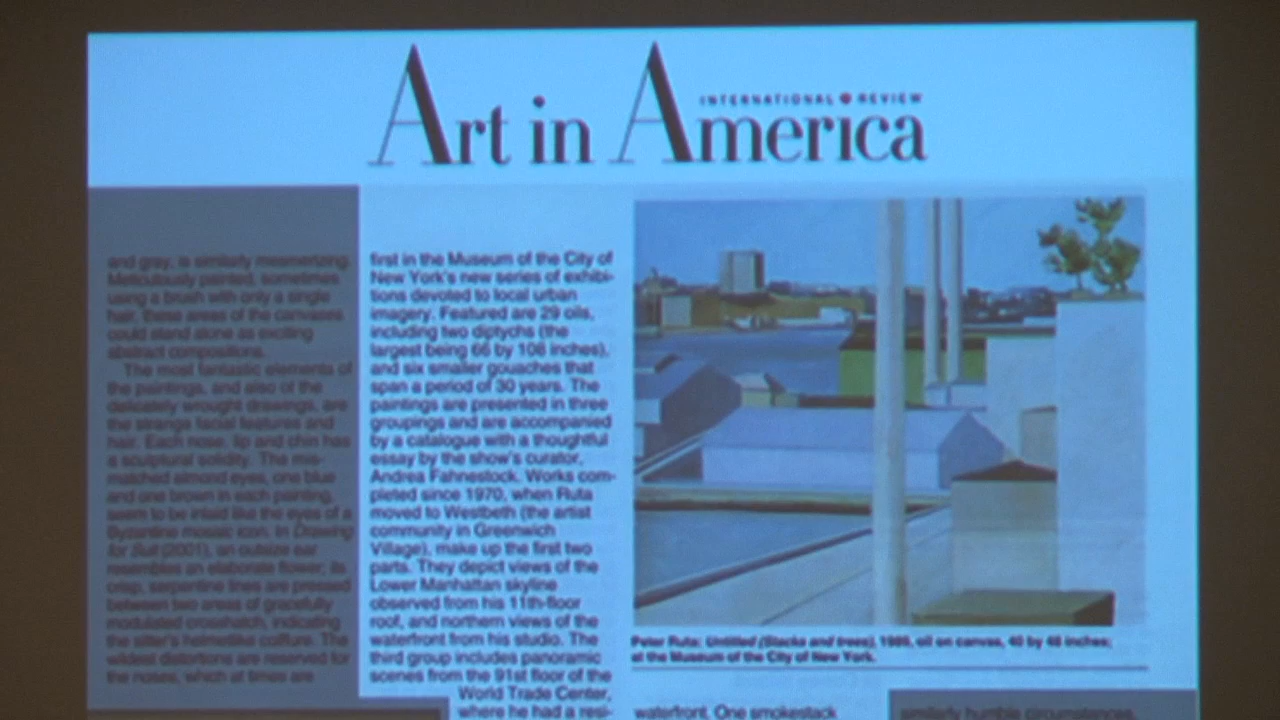 Art in America
INTERNATIONAL REVIEW
and gray, is similarly mesmerizing.
Meticulously painted, sometimes
using a brush with only a single
hair, these areas of the canvases
could stand alone as exciting
abstract compositions.
The most fantastic elements of
the paintings, and also of the
delicately wrought drawings, are
the strange facial features and
hair. Each nose, lip and chin has
a sculptural solidity. The mis-
matched almond eyes, one blue
and one brown in each painting,
seem to be inlaid like the eyes of a
Byzantine mosaic icon. In Drawing
for Suit (2001), an outsize ear
resembles an elaborate flower; its
crisp, serpentine lines are pressed
between two areas of gracefully
modulated crosshatch, indicating
the sitter's helmetlike coiffure. The
wildest distortions are reserved for
the noses, which at times are
first in the Museum of the City of
New York's new series of exhibi-
tions devoted to local urban
imagery. Featured are 29 oils,
including two diptychs (the
largest being 66 by 108 inches),
and six smaller gouaches that
span a period of 30 years. The
paintings are presented in three
groupings and are accompanied
by a catalogue with a thoughtful
essay by the show's curator,
Andrea Fahnestock. Works com-
pleted since 1970, when Ruta
moved to Westbeth (the artist
community in Greenwich
Village), make up the first two
parts. They depict views of the
Lower Manhattan skyline
observed from his 11th-floor
roof, and northern views of the
waterfront from his studio. The
third group includes panoramic
scenes from the 91st floor of the
World Trade Center,
where he had a resi-
Peter Ruta: Untitled (Stacks and trees), 1989, oil on canvas, 40 by 48 inches;
at the Museum of the City of New York.
waterfront. One smokestack
similarly humble circumstances.